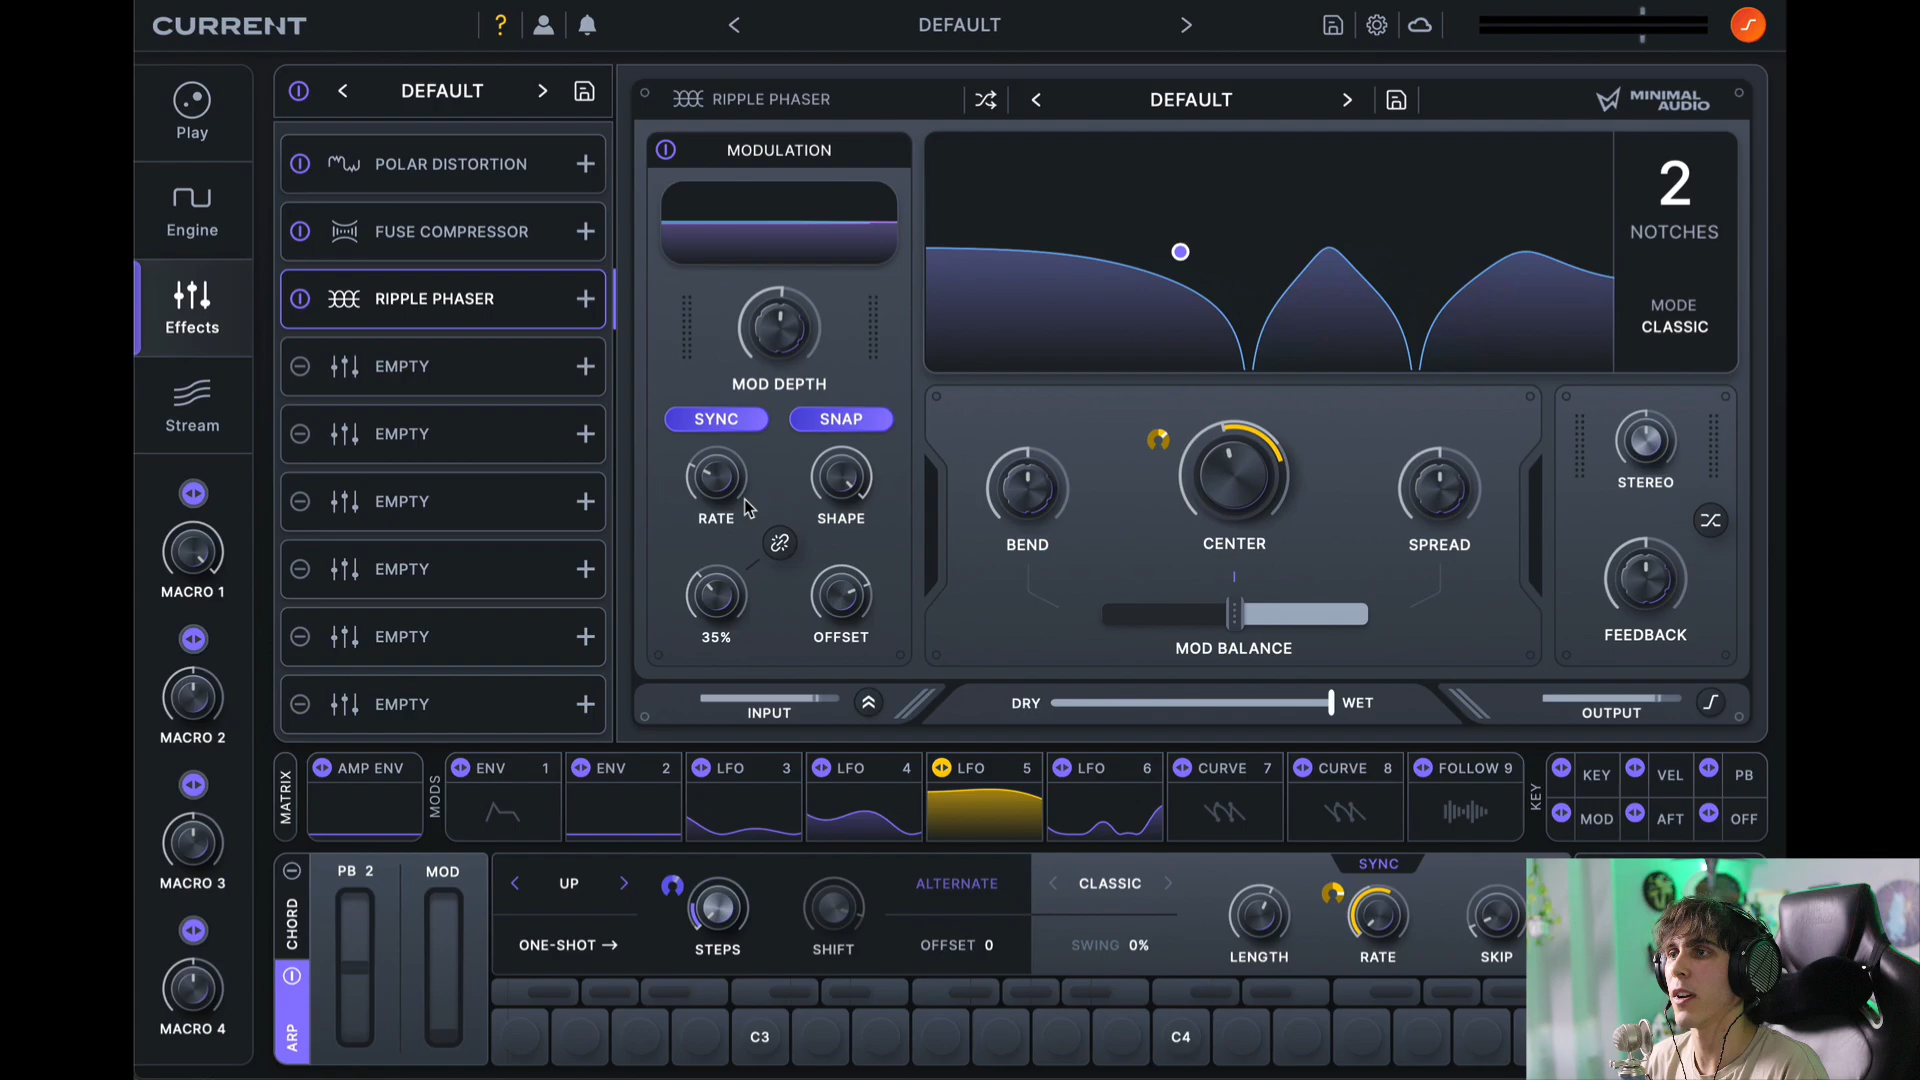 CURRENT
?
DEFAULT
Play
Engine
Effects
Stream
MACRO 1
MACRO 2
MACRO 3
MACRO 4
DEFAULT
POLAR DISTORTION
FUSE COMPRESSOR
RIPPLE PHASER
EMPTY
EMPTY
EMPTY
EMPTY
EMPTY
EMPTY
RIPPLE PHASER
DEFAULT
MINIMAL
AUDIO
MODULATION
MOD DEPTH
SYNC
SNAP
RATE
SHAPE
35%
OFFSET
2
NOTCHES
MODE
CLASSIC
BEND
CENTER
SPREAD
MOD BALANCE
STEREO
FEEDBACK
INPUT
DRY
WET
OUTPUT
MATRIX
AMP ENV
MODS
ENV 1
ENV 2
LFO 3
LFO 4
LFO 5
LFO 6
CURVE 7
CURVE 8
FOLLOW 9
KEY
KEY
VEL
PB
MOD
AFT
OFF
CHORD
ARP
PB 2
MOD
UP
ONE-SHOT →
STEPS
SHIFT
ALTERNATE
OFFSET 0
CLASSIC
SWING 0%
SYNC
LENGTH
RATE
SKIP
C3
C4